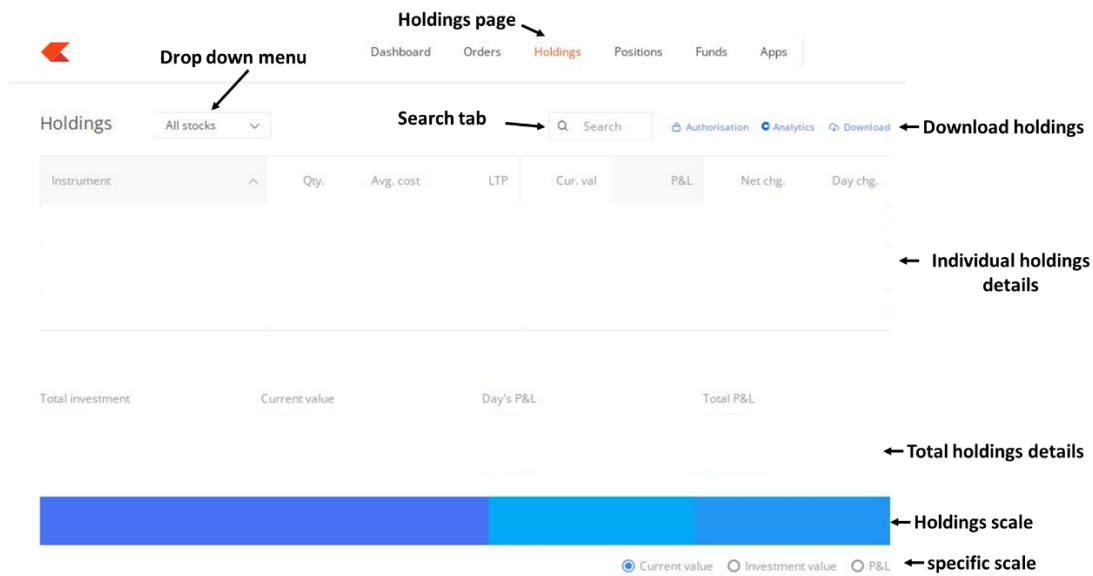 Holdings page
Dashboard Orders Holdings Positions Funds Apps
Drop down menu
Holdings All stocks Search tab Search Authorisation Analytics Download Download holdings
Instrument Qty. Avg. cost LTP Cur. val P&L Net chg. Day chg.
Individual holdings
details
Total investment Current value Day's P&L Total P&L
Total holdings details
Holdings scale
Current value Investment value P&L specific scale